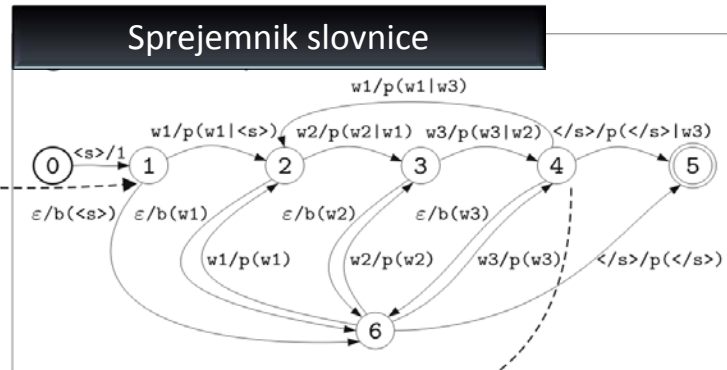 Sprejemnik slovnice
w1/p(w1|w3)
w1/p(w1|<s>) w2/p(w2|w1) w3/p(w3|w2) </s>/p(</s>|w3)
<s>/1
0 1 2 3 4 5
ε/b(<s>) ε/b(w1) ε/b(w2) ε/b(w3)
w1/p(w1) w2/p(w2) w3/p(w3) </s>/p(</s>)
6